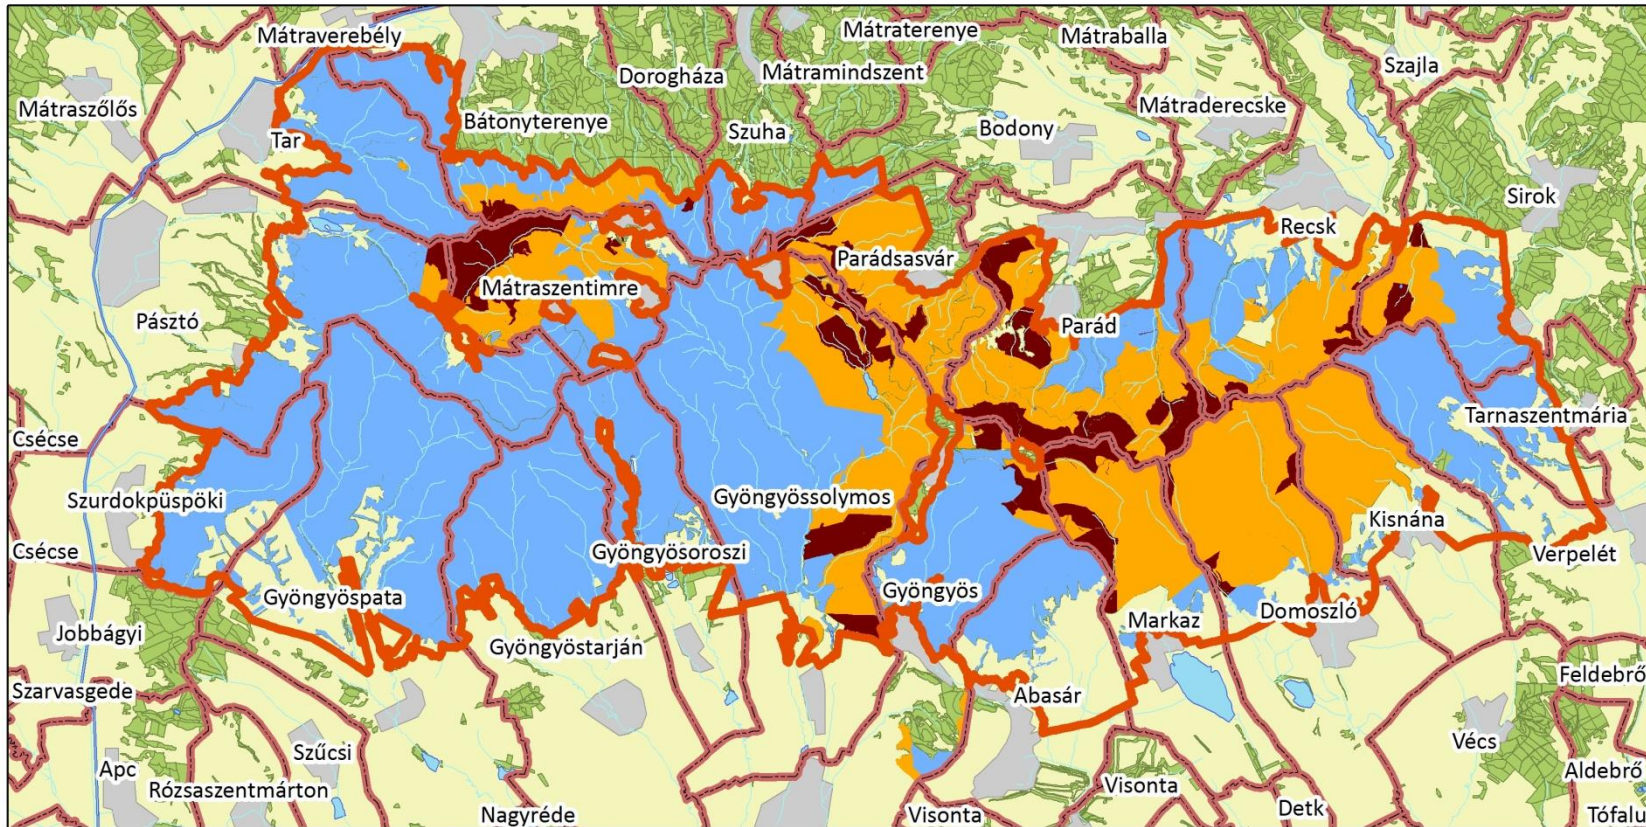 Mátraverebély
Mátraterenye
Mátraballa
Dorogháza
Mátramindszent
Szajla
Mátraszőlős
Mátraderecske
Bátonyterenye
Szuha
Bodony
Tar
Sirok
Recsk
Parádsasvár
Mátraszentimre
Pásztó
Parád
Tarnaszentmária
Csécse
Szurdokpüspöki
Gyöngyössolymos
Kisnána
Csécse
Gyöngyösoroszi
Verpelét
Gyöngyöspata
Gyöngyös
Domoszló
Markaz
Jobbágyi
Gyöngyöstarján
Feldebrő
Szarvasgede
Abasár
Szűcsi
Vécs
Apc
Aldebrő
Rózsaszentmárton
Visonta
Detk
Nagyréde
Visonta
Tófalu